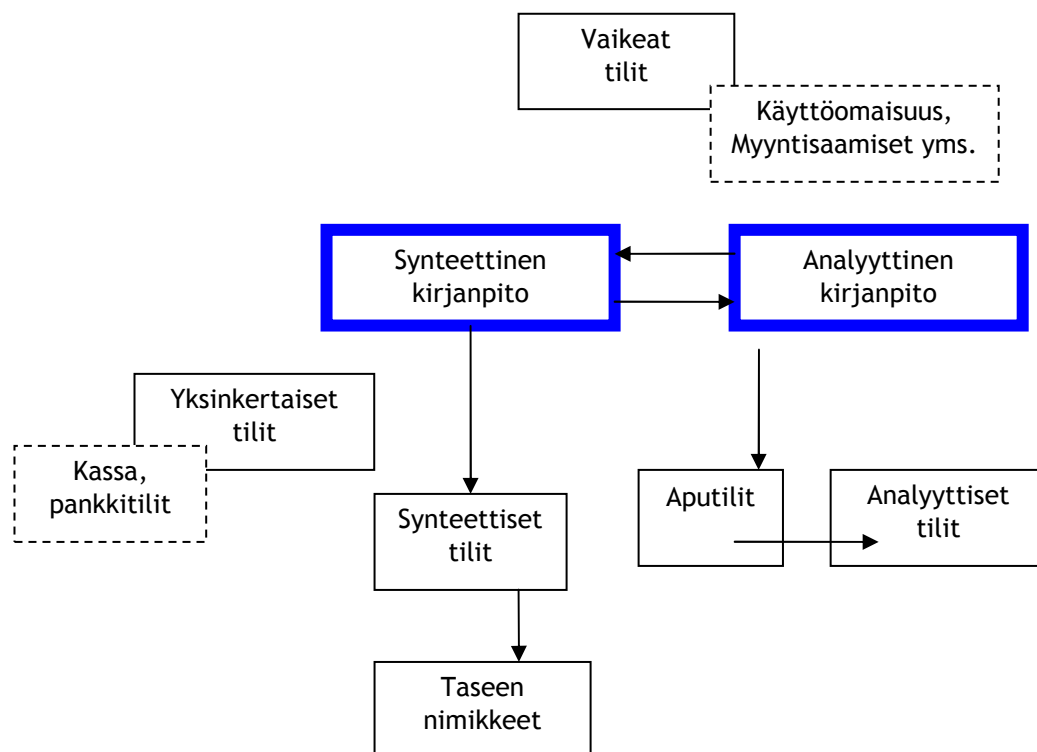 Vaikeat
tilit
Käyttöomaisuus,
Myyntisaamiset yms.
Synteettinen
kirjanpito
Analyyttinen
kirjanpito
Yksinkertaiset
tilit
Kassa,
pankkitilit
Synteettiset
tilit
Aputilit
Analyyttiset
tilit
Taseen
nimikkeet